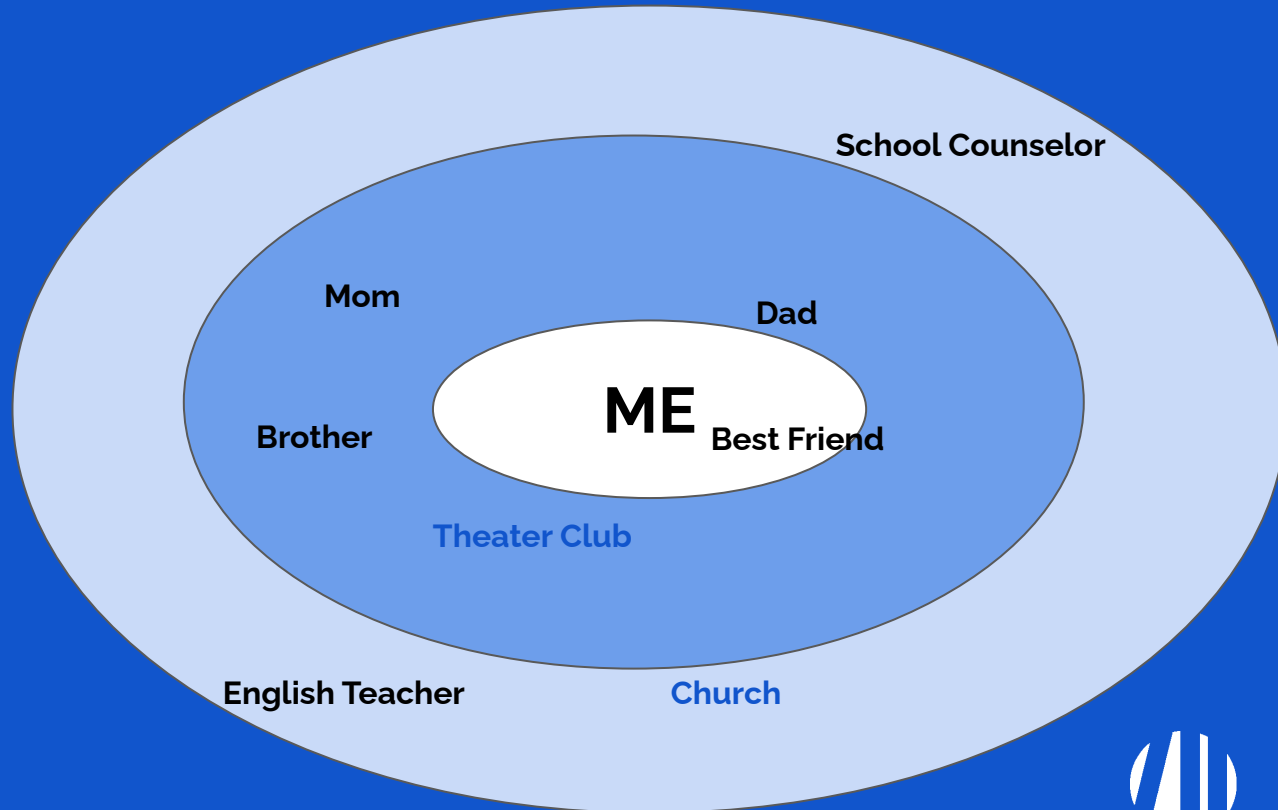 School Counselor
Mom
Dad
ME
Brother
Best Friend
Theater Club
English Teacher
Church